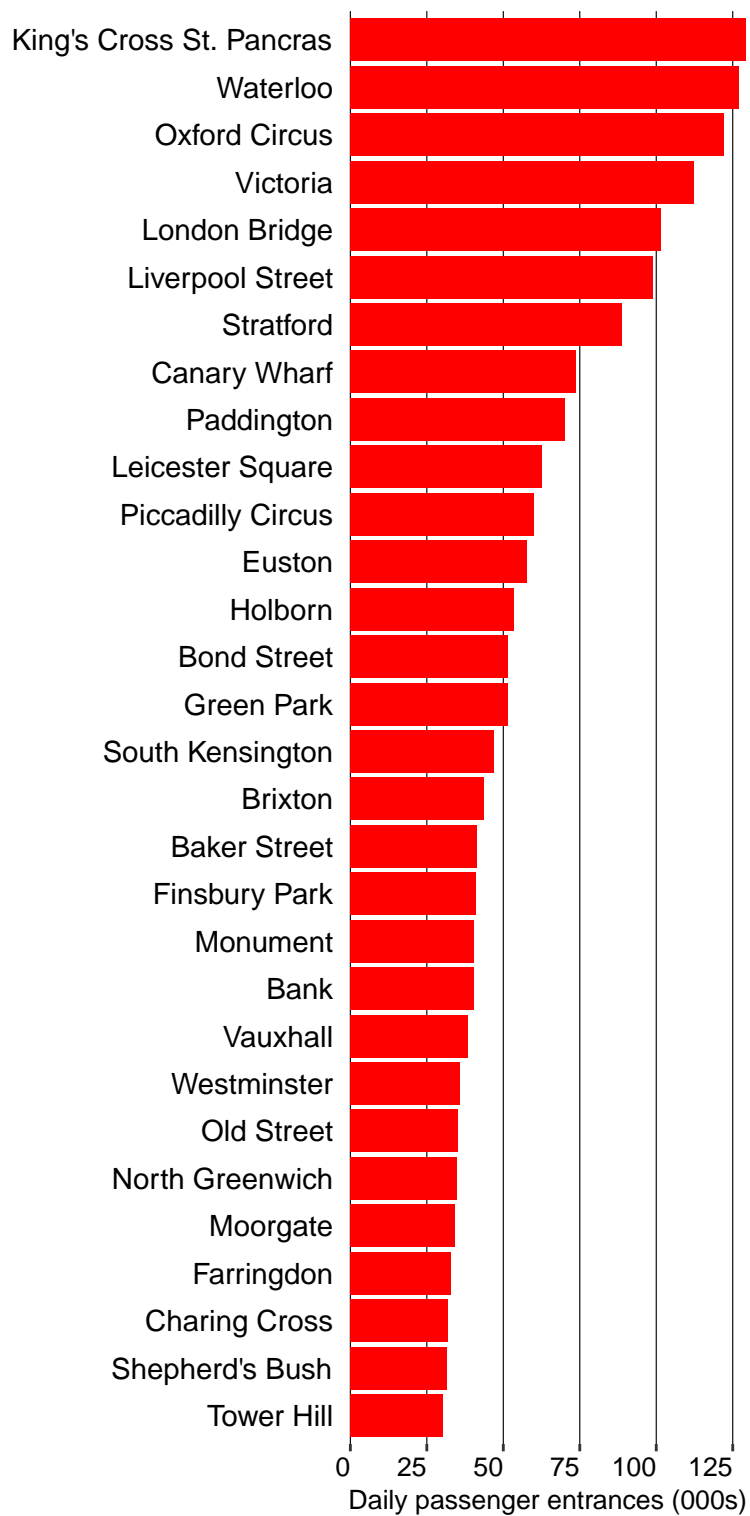 King's Cross St. Pancras
Waterloo
Oxford Circus
Victoria
London Bridge
Liverpool Street
Stratford
Canary Wharf
Paddington
Leicester Square
Piccadilly Circus
Euston
Holborn
Bond Street
Green Park
South Kensington
Brixton
Baker Street
Finsbury Park
Monument
Bank
Vauxhall
Westminster
Old Street
North Greenwich
Moorgate
Farringdon
Charing Cross
Shepherd's Bush
Tower Hill
0 25 50 75 100 125
Daily passenger entrances (000s)